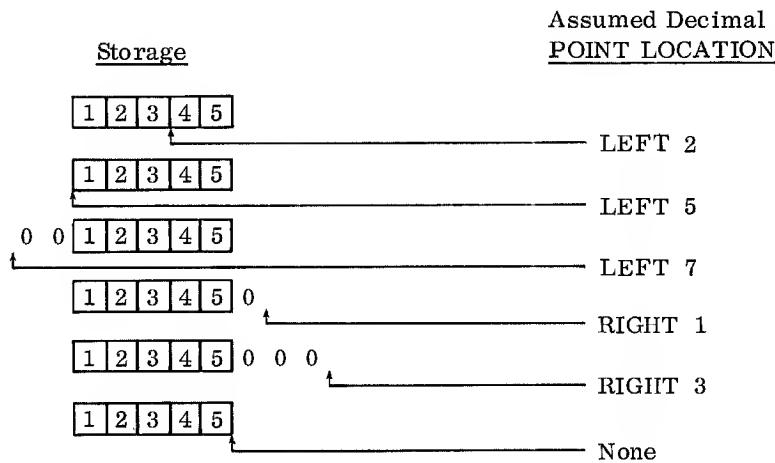 Assumed Decimal
Storage POINT LOCATION
1 2 3 4 5
LEFT 2
1 2 3 4 5
LEFT 5
0 0 1 2 3 4 5
LEFT 7
1 2 3 4 5 0
RIGHT 1
1 2 3 4 5 0 0 0
RIGHT 3
1 2 3 4 5
None